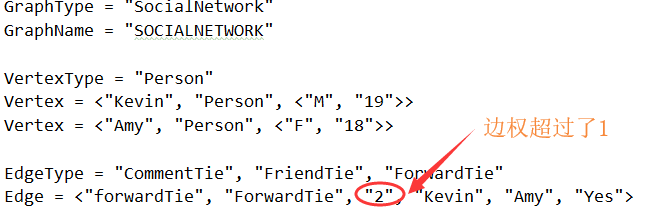 GraphType = "SocialNetwork"
GraphName = "SOCIALNETWORK"
VertexType = "Person"
Vertex = <"Kevin", "Person", <"M", "19">>
Vertex = <"Amy", "Person", <"F", "18">>
边权超过了1
EdgeType = "CommentTie", "FriendTie", "ForwardTie"
Edge = <"forwardTie", "ForwardTie", "2", "Kevin", "Amy", "Yes">